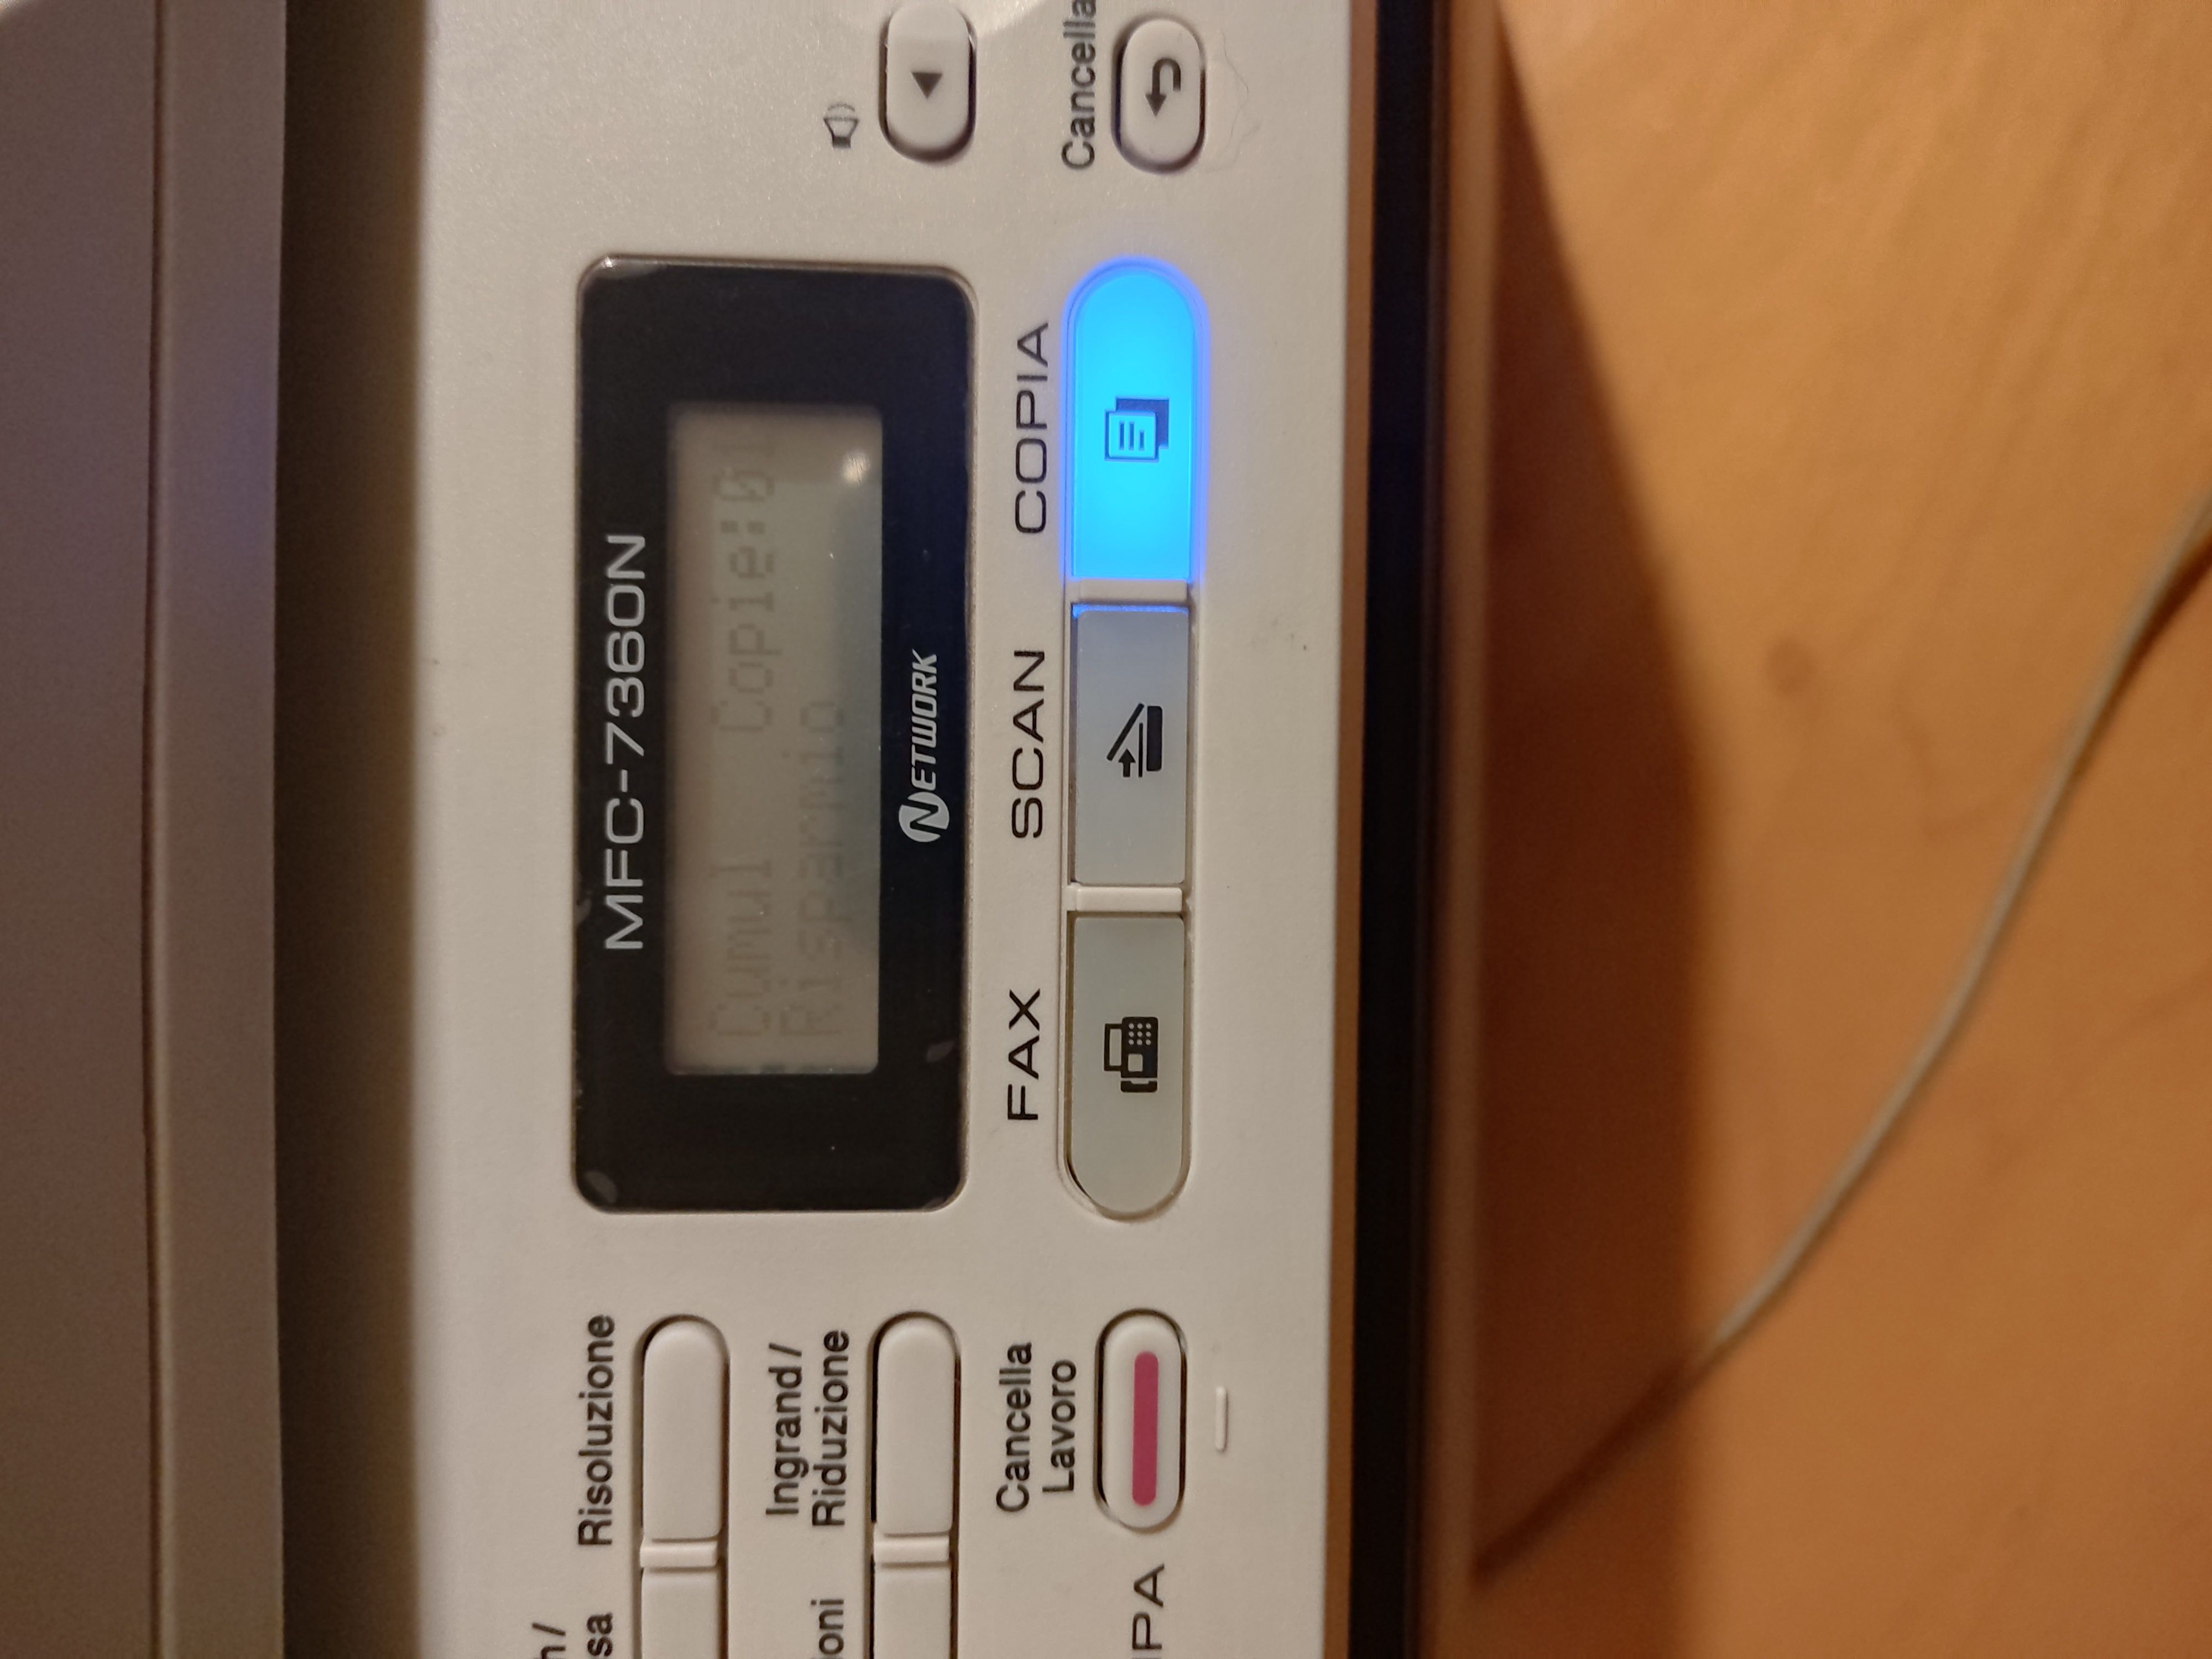 MFC-7360N
Cumul Copie:01
Risparmio
NETWORK
Risoluzione
Ingrand /
Riduzione
Cancella
Lavoro
FAX SCAN COPIA
Cancella